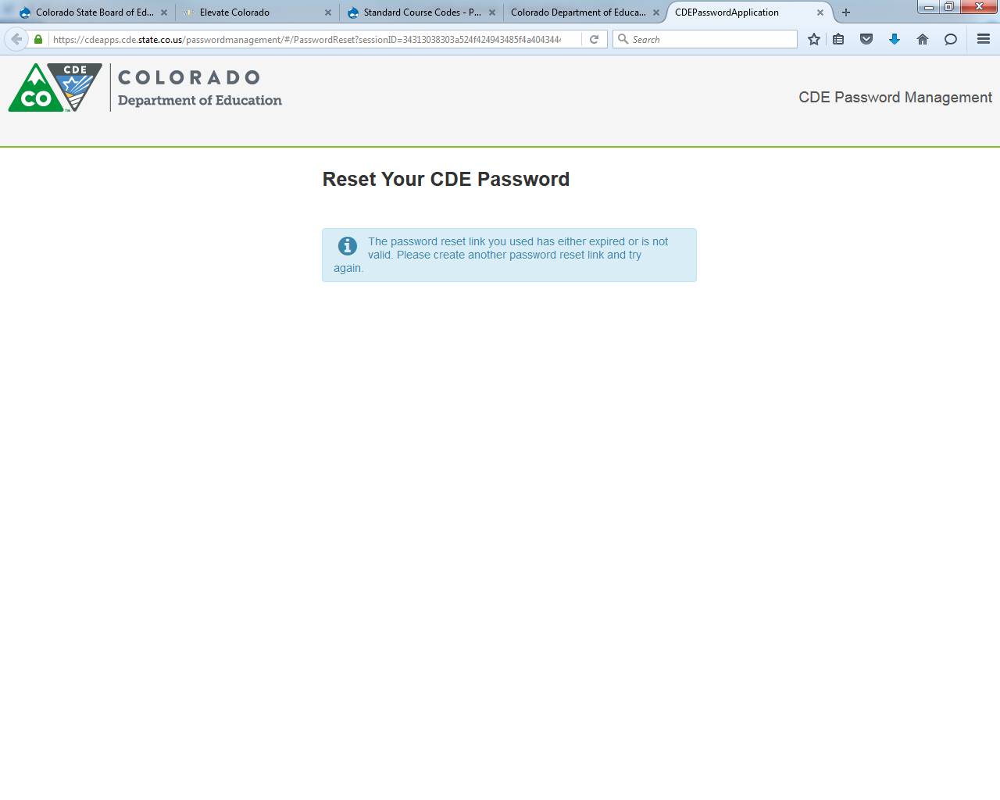 Colorado State Board of Ed...
Elevate Colorado
Standard Course Codes - P...
Colorado Department of Educa...
CDEPasswordApplication
https://cdeapps.cde.state.co.us/passwordmanagement/#/PasswordReset?sessionID=34313038303a524f424943485f4a4043444
Search
CDE
CO
TM
COLORADO
Department of Education
CDE Password Management
Reset Your CDE Password
The password reset link you used has either expired or is not
valid. Please create another password reset link and try
again.